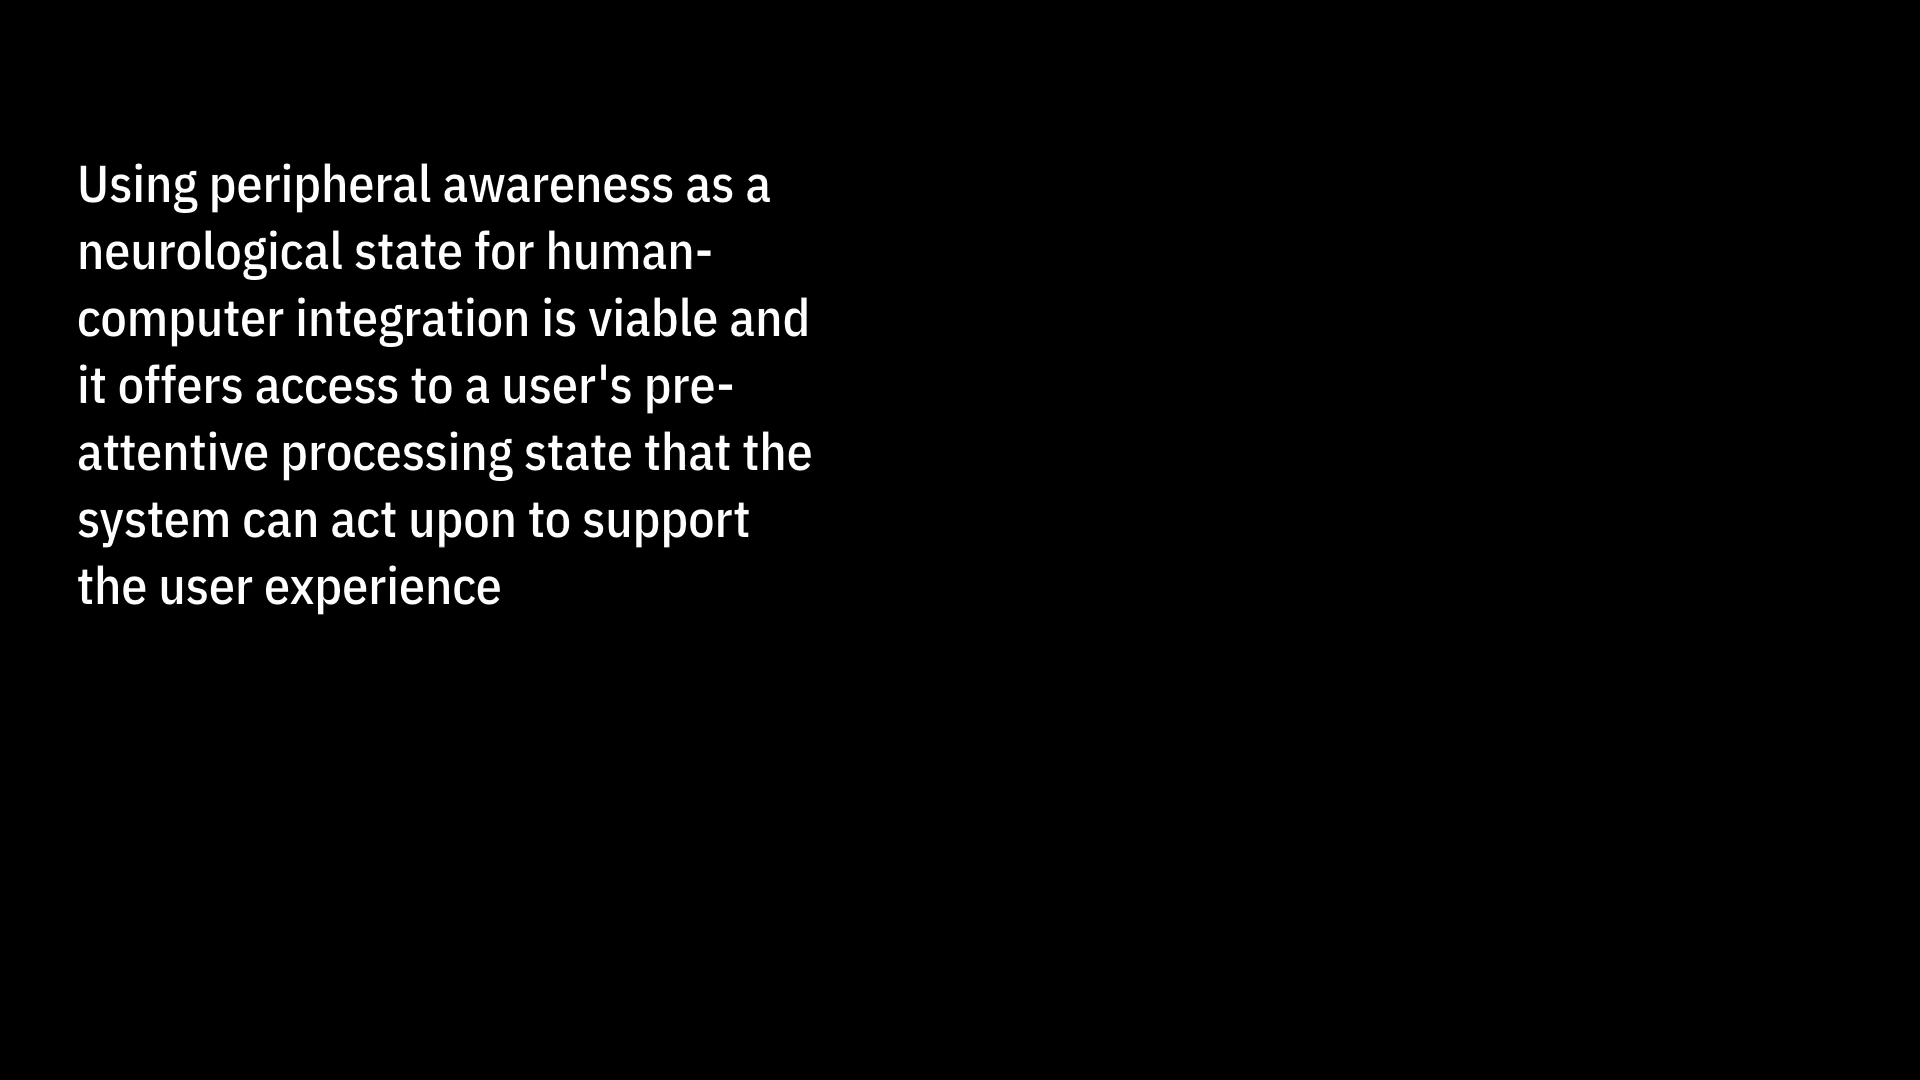 Using peripheral awareness as a
neurological state for human-
computer integration is viable and
it offers access to a user's pre-
attentive processing state that the
system can act upon to support
the user experience